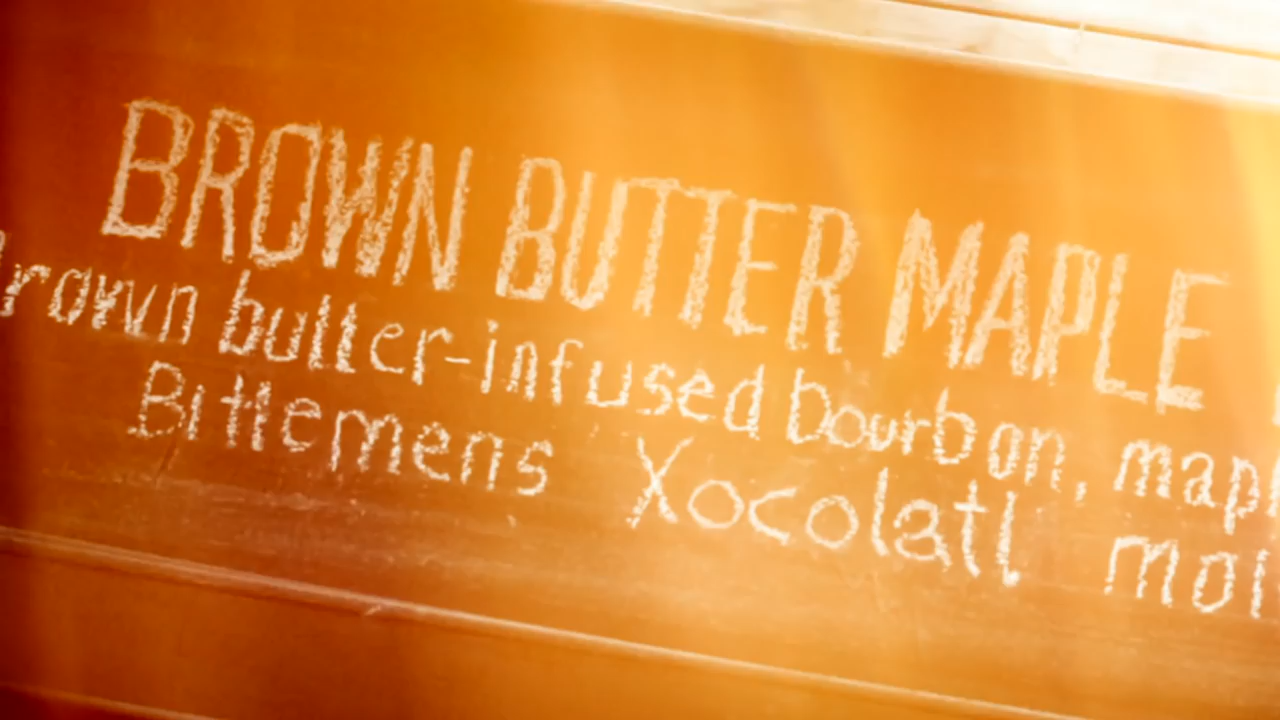 BROWN BUTTER MAPLE
Brown butter-infused bourbon,
Bittemens Xocolatl